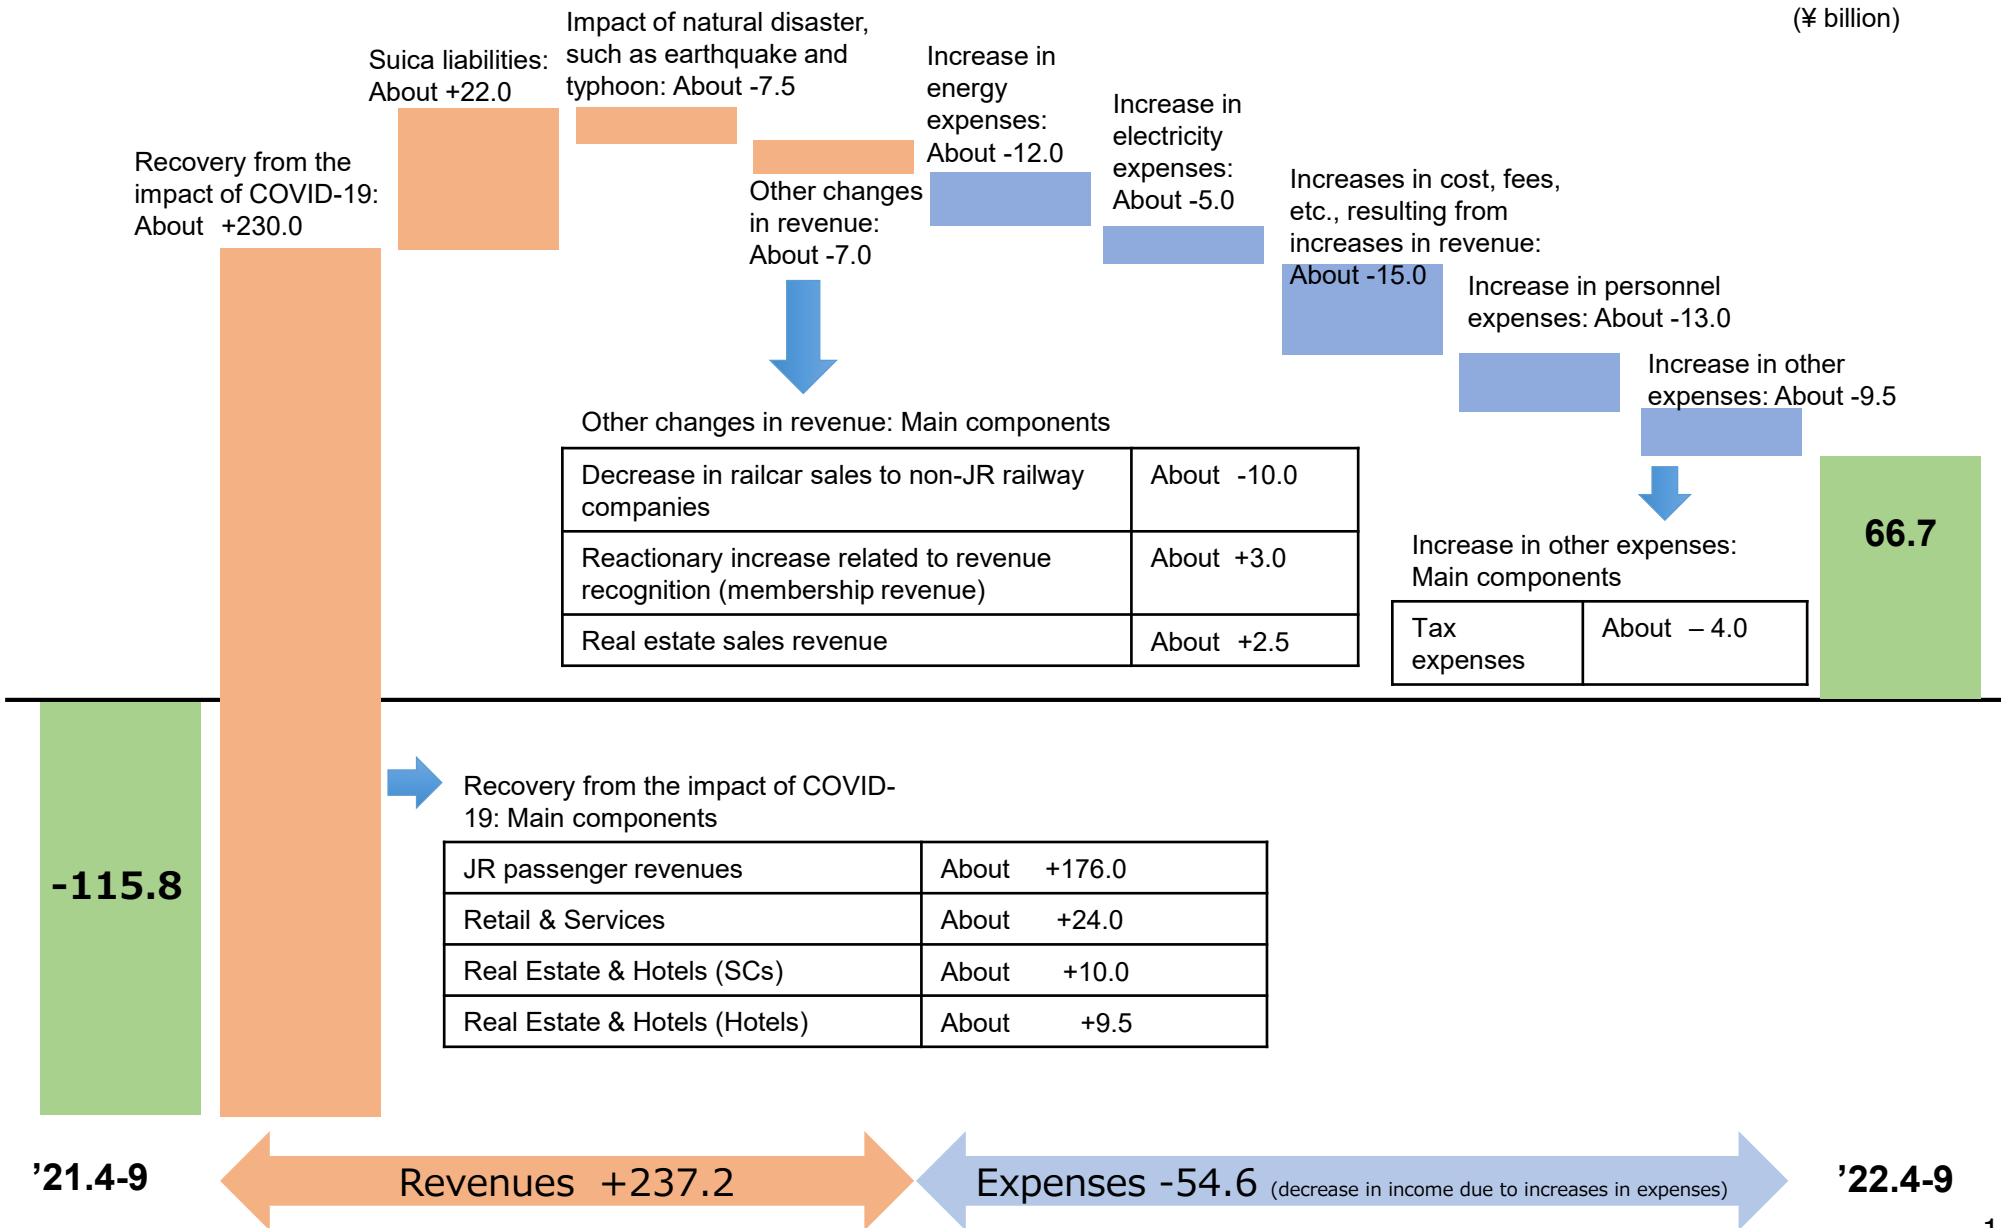 (¥ billion)
Impact of natural disaster,
such as earthquake and
typhoon: About -7.5
Suica liabilities:
About +22.0
Increase in
energy
expenses:
About -12.0
Increase in
electricity
expenses:
About -5.0
Recovery from the
impact of COVID-19:
About +230.0
Other changes
in revenue:
About -7.0
Increases in cost, fees,
etc., resulting from
increases in revenue:
About -15.0
Increase in personnel
expenses: About -13.0
Increase in other
expenses: About -9.5
Other changes in revenue: Main components
Decrease in railcar sales to non-JR railway
companies
About -10.0
Reactionary increase related to revenue
recognition (membership revenue)
About +3.0
Real estate sales revenue
About +2.5
Increase in other expenses:
Main components
Tax
expenses
About – 4.0
66.7
-115.8
Recovery from the impact of COVID-
19: Main components
JR passenger revenues
About +176.0
Retail & Services
About +24.0
Real Estate & Hotels (SCs)
About +10.0
Real Estate & Hotels (Hotels)
About +9.5
’21.4-9
Revenues +237.2
Expenses -54.6 (decrease in income due to increases in expenses)
’22.4-9